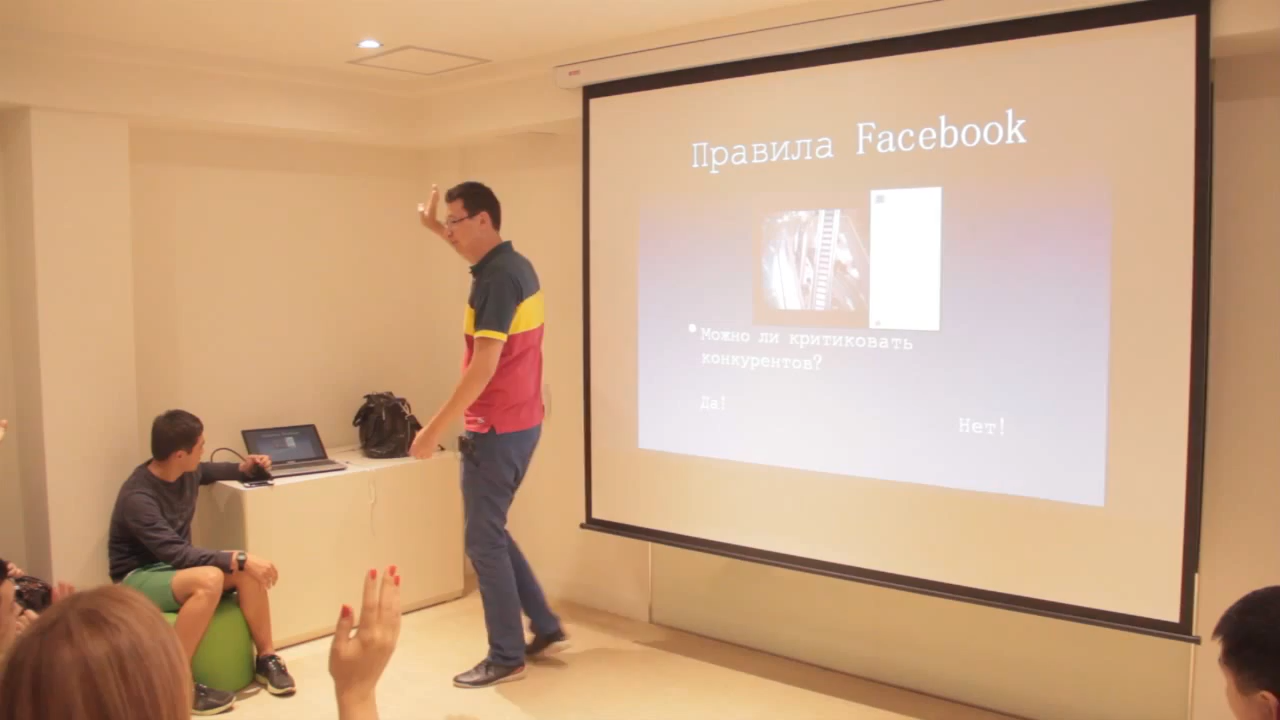 Правила Facebook
Можно ли критиковать
конкурентов?
Да!
Нет!